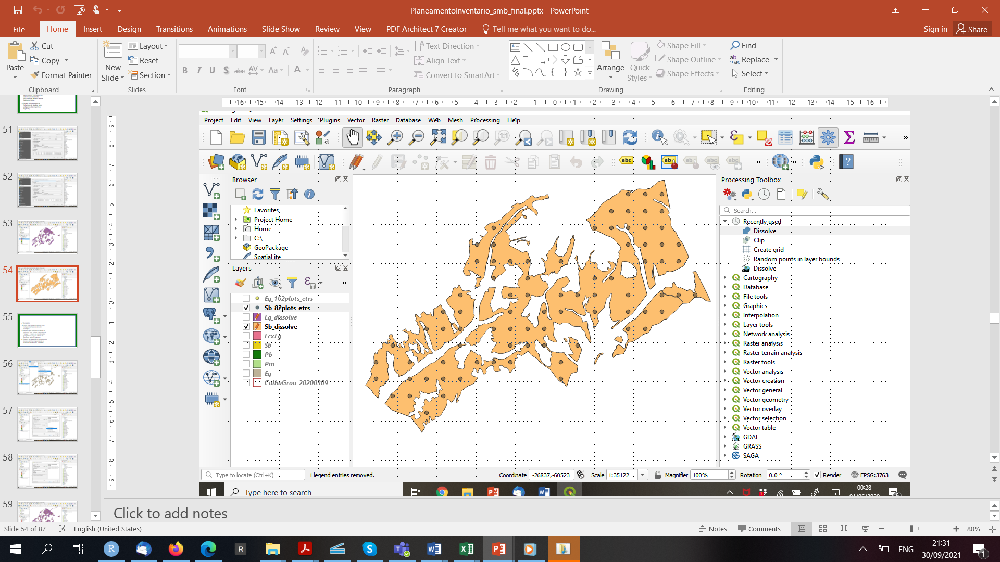 PlaneamentoInventario_smb_final.pptx - PowerPoint
File Home Insert Design Transitions Animations Slide Show Review View PDF Architect 7 Creator Tell me what you want to do... Sign in Share
Paste
Cut
Copy
Format Painter
Clipboard
New Slide
Layout
Reset
Section
Slides
Font
Text Direction
Align Text
Convert to SmartArt
Paragraph
Arrange
Quick Styles
Shape Fill
Shape Outline
Shape Effects
Drawing
Find
Replace
Select
Editing
51
52
53
54
55
56
57
58
59
Project Edit View Layer Settings Plugins Vector Raster Database Web Mesh Processing Help
Browser
Favorites
Project Home
Home
C:\
GeoPackage
SpatiaLite
Layers
Eg_162plots_etrs
Sb_82plots_etrs
Eg_dissolve
Sb_dissolve
EcxEg
Sb
Pb
Pm
Eg
CalhaGrou_20200309
Processing Toolbox
Search...
Recently used
Dissolve
Clip
Create grid
Random points in layer bounds
Dissolve
Cartography
Database
File tools
Graphics
Interpolation
Layer tools
Network analysis
Raster analysis
Raster terrain analysis
Raster tools
Vector analysis
Vector creation
Vector general
Vector geometry
Vector overlay
Vector selection
Vector table
GDAL
GRASS
SAGA
Type to locate (Ctrl+K) 1 legend entries removed. Coordinate -26837,-60523 Scale 1:35122 Magnifier 100% Rotation 0.0 ° Render EPSG:3763
Type here to search
00:28
01/06/2020
Click to add notes
Slide 54 of 87 English (United States) Notes Comments 80%
ENG
21:31
30/09/2021